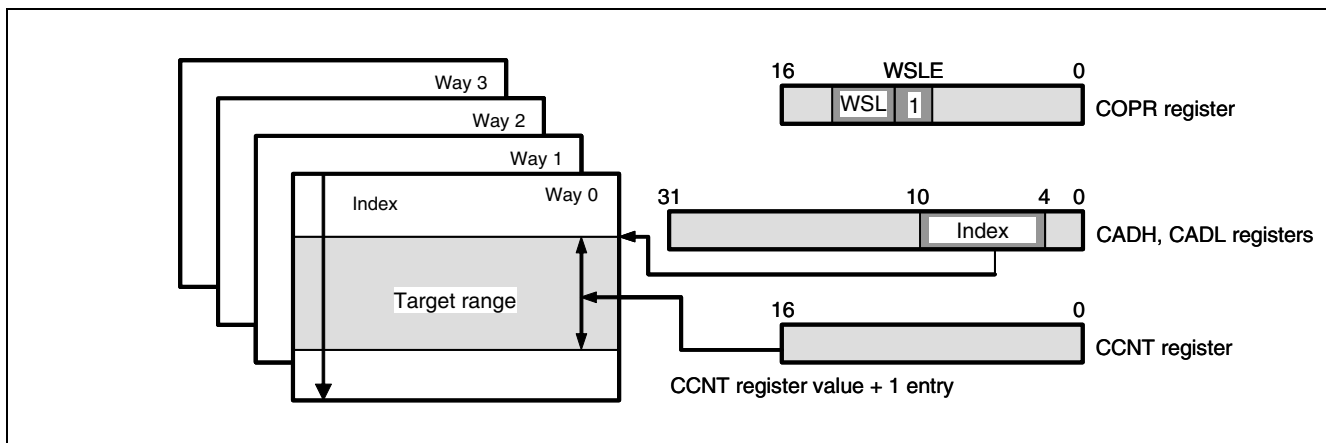 Way 3
Way 2
Way 1
Way 0
Index
Target range
16 WSLE 0
WSL 1
COPR register
31 10 4 0
Index
CADH, CADL registers
16 0
CCNT register
CCNT register value + 1 entry